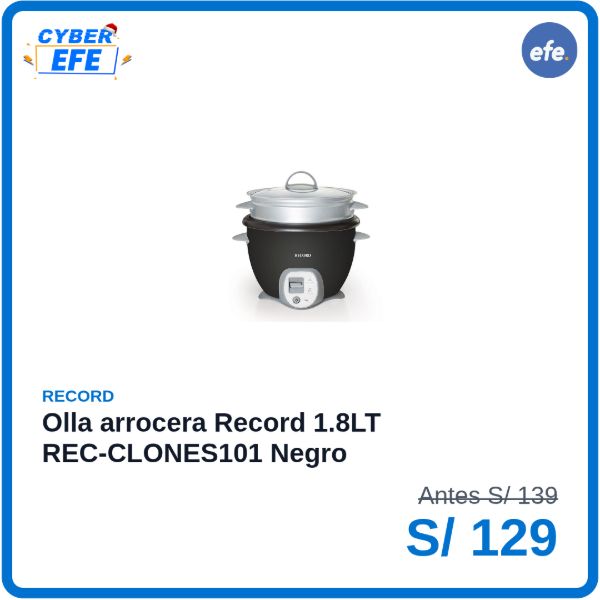 CYBER
EFE
efe.
RECORD
RECORD
Olla arrocera Record 1.8LT
REC-CLONES101 Negro
Antes S/ 139
S/ 129